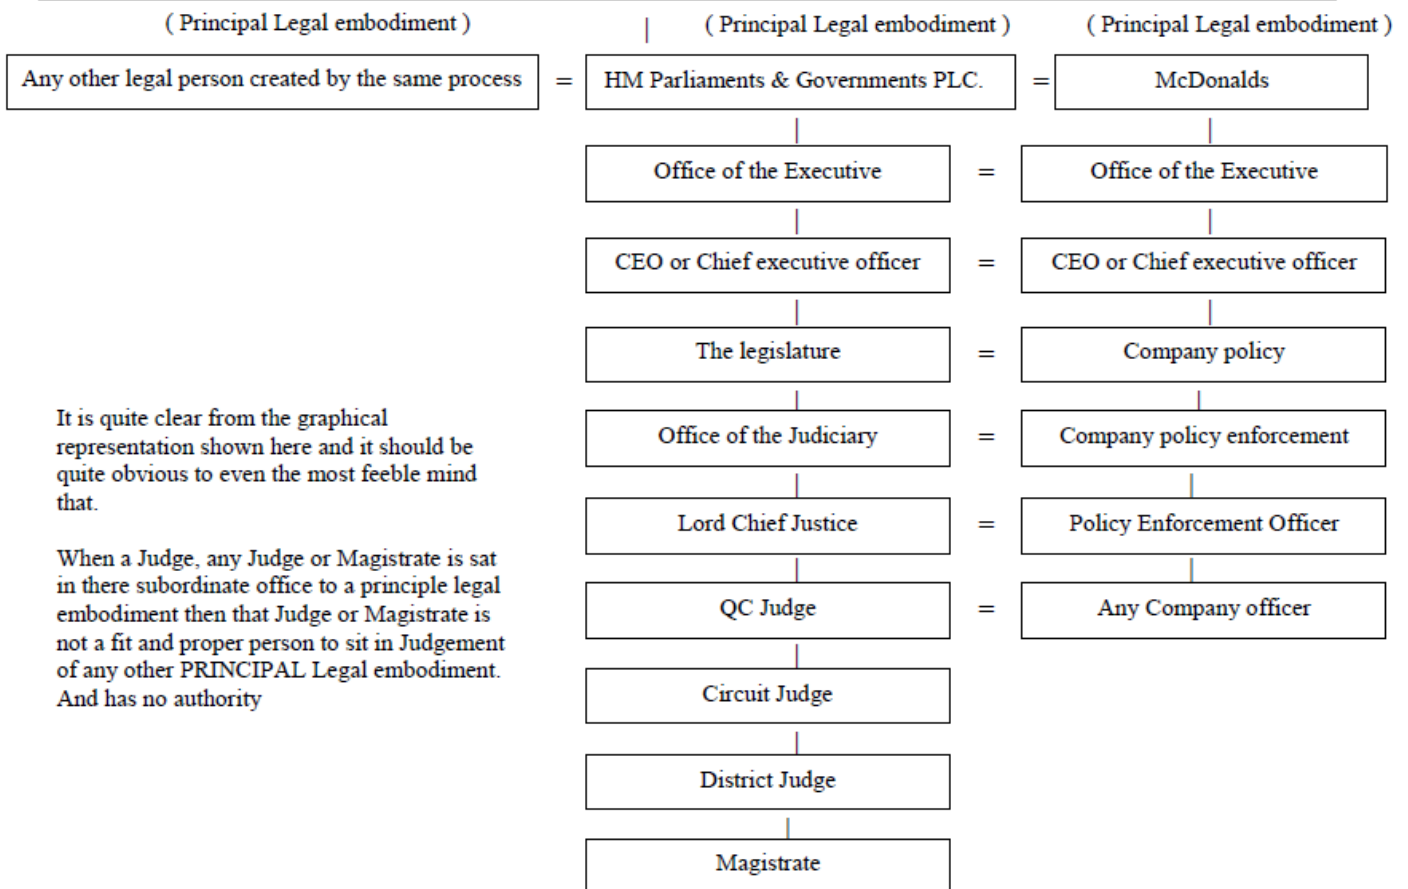 ( Principal Legal embodiment ) | ( Principal Legal embodiment ) ( Principal Legal embodiment )
Any other legal person created by the same process = HM Parliaments & Governments PLC. = McDonalds
Office of the Executive = Office of the Executive
CEO or Chief executive officer = CEO or Chief executive officer
The legislature = Company policy
Office of the Judiciary = Company policy enforcement
Lord Chief Justice = Policy Enforcement Officer
QC Judge = Any Company officer
Circuit Judge
District Judge
Magistrate
It is quite clear from the graphical
representation shown here and it should be
quite obvious to even the most feeble mind
that.
When a Judge, any Judge or Magistrate is sat
in there subordinate office to a principle legal
embodiment then that Judge or Magistrate is
not a fit and proper person to sit in Judgement
of any other PRINCIPAL Legal embodiment.
And has no authority